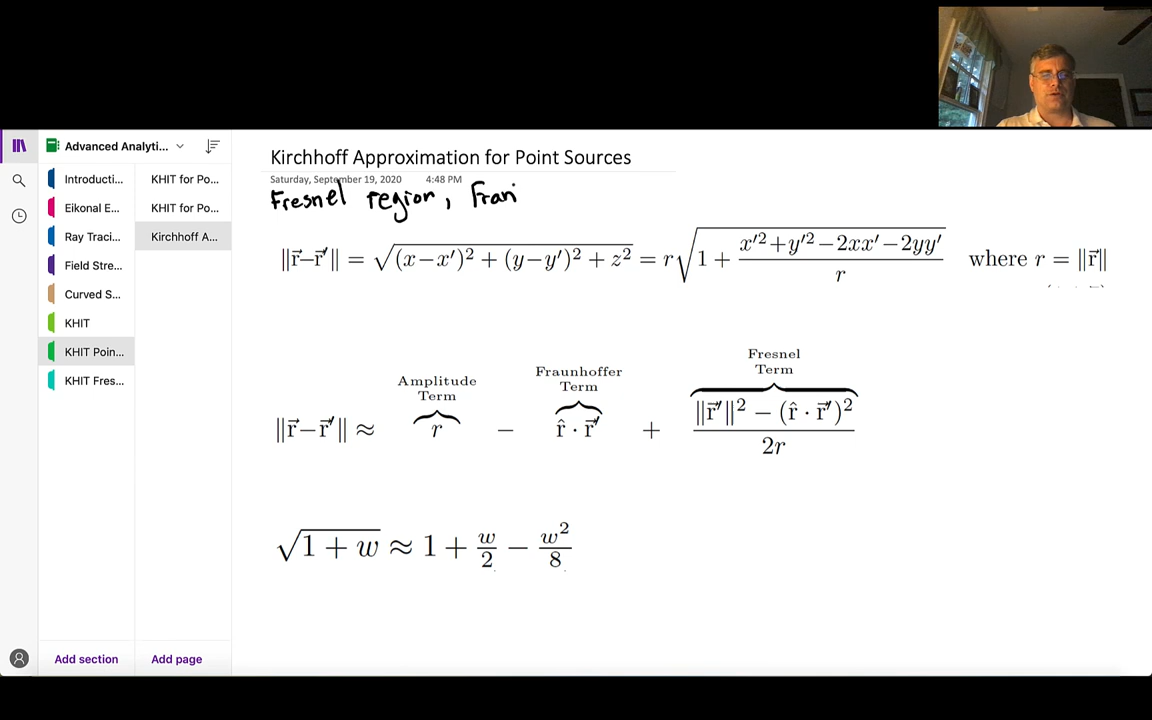 Advanced Analyti...
Introducti...
Eikonal E...
Ray Traci...
Field Stre...
Curved S...
KHIT
KHIT Poin...
KHIT Fres...
Add section
KHIT for Po...
KHIT for Po...
Kirchhoff A...
Add page
Kirchhoff Approximation for Point Sources
Saturday, September 19, 2020 4:48 PM
Fresnel region, Fran
‖r⃗−r⃗′‖ = √(x−x′)2 + (y−y′)2 + z2 = r√1 + x′2+y′2−2xx′−2yy′ / r where r = ‖r⃗‖
Fresnel
Term
Amplitude
Term
Fraunhoffer
Term
‖r⃗−r⃗′‖ ≈ r − r̂ · r⃗′ + ‖r⃗′‖2 − (r̂ · r⃗′)2 / 2r
√1 + w ≈ 1 + w/2 − w2/8